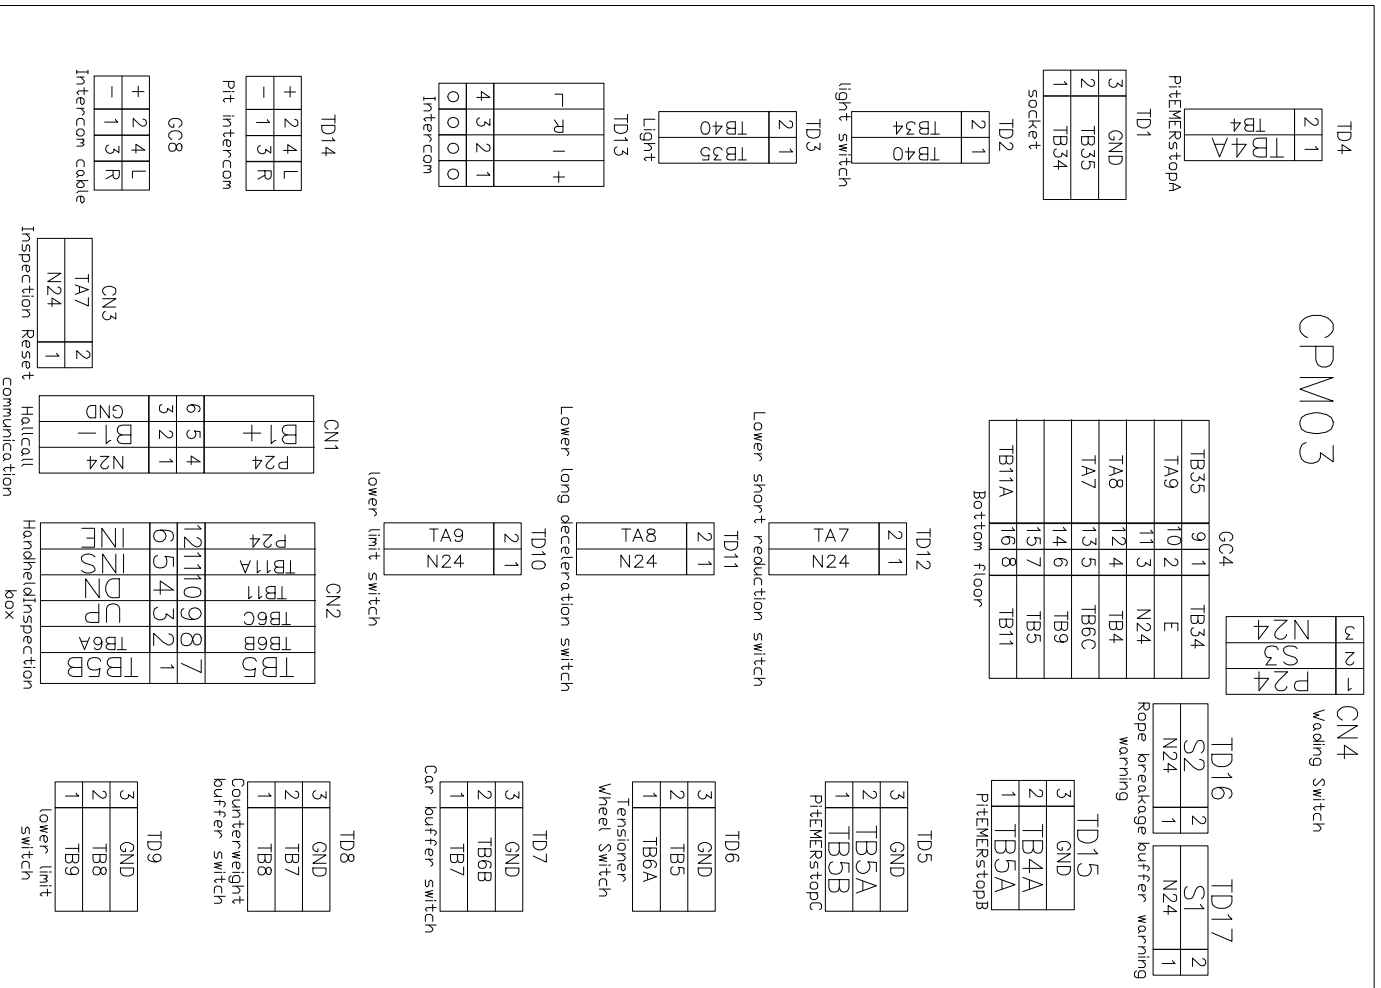 CPM03
TD4
2 TB4
1 TB4A
PitEMERstopA
TD1
3 GND
2 TB35
1 TB34
socket
TD2
2 TB34
1 TB40
light switch
TD3
2 TB40
1 TB35
Light
TD13
L R - +
4 3 2 1
O O O O
Intercom
TD14
L R
4 3
2 1
+ -
Pit intercom
GC8
L R
4 3
2 1
+ -
Intercom cable
CN3
TA7 2
N24 1
Inspection Reset
CN1
P24 4 1 N24
B1+ 5 2 B1-
6 3 GND
Hallcall
communication
CN2
P24 12 6 INE
TB11A 11 5 INS
TB11 10 4 DN
TB6C 9 3 UP
TB6B 8 2 TB6A
TB5 7 1 TB5B
HandheldInspection
box
TD10
TA9 2
N24 1
lower limit switch
TD11
TA8 2
N24 1
Lower long deceleration switch
TD12
TA7 2
N24 1
Lower short reduction switch
GC4
TB35 9 1 TB34
TA9 10 2 E
11 3 N24
TA8 12 4 TB4
TA7 13 5 TB6C
14 6 TB9
15 7 TB5
TB11A 16 8 TB11
Bottom floor
CN4
3 N24
2 S3
1 P24
Wading Switch
TD16
S2 2
N24 1
Rope breakage
warning
TD17
S1 2
N24 1
buffer warning
TD15
3 GND
2 TB4A
1 TB5A
PitEMERstopB
TD5
3 GND
2 TB5A
1 TB5B
PitEMERstopC
TD6
3 GND
2 TB5
1 TB6A
Tensioner
Wheel Switch
TD7
3 GND
2 TB6B
1 TB7
Car buffer switch
TD8
3 GND
2 TB7
1 TB8
Counterweight
buffer switch
TD9
3 GND
2 TB8
1 TB9
lower limit
switch